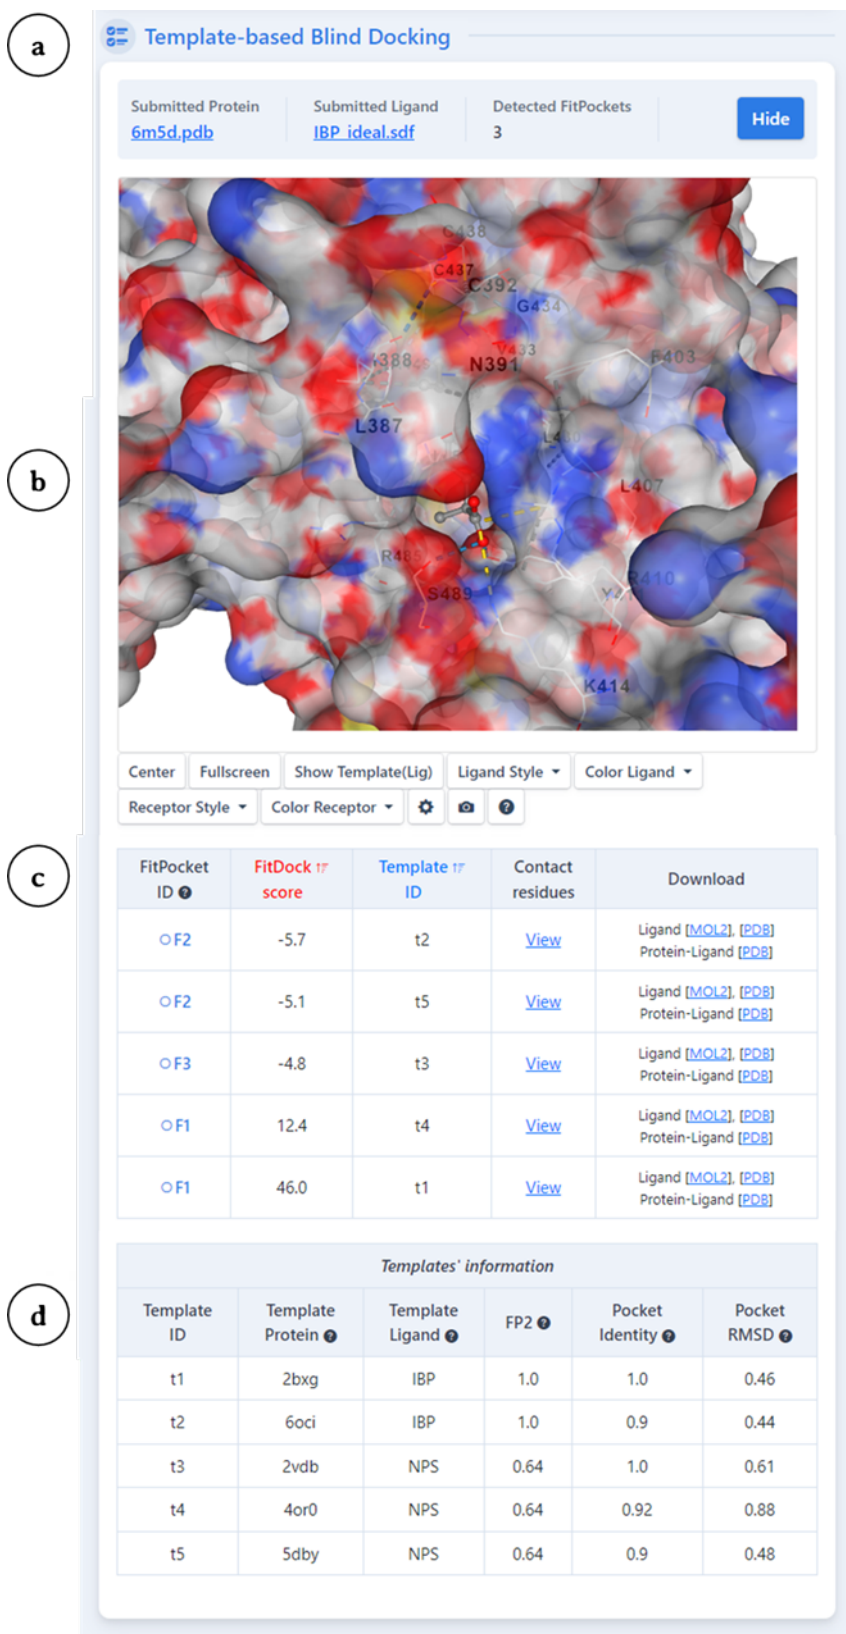 a
Template-based Blind Docking
Submitted Protein Submitted Ligand Detected FitPockets
6m5d.pdb IBP_ideal.sdf 3
Hide
b
C438
C437
C392
G434
V433
N391
F403
I388
L387
L407
R485
S489
R410
K414
Center Fullscreen Show Template(Lig) Ligand Style Color Ligand
Receptor Style Color Receptor
c
FitPocket ID FitDock score Template ID Contact residues Download
F2 -5.7 t2 View Ligand [MOL2], [PDB]
Protein-Ligand [PDB]
F2 -5.1 t5 View Ligand [MOL2], [PDB]
Protein-Ligand [PDB]
F3 -4.8 t3 View Ligand [MOL2], [PDB]
Protein-Ligand [PDB]
F1 12.4 t4 View Ligand [MOL2], [PDB]
Protein-Ligand [PDB]
F1 46.0 t1 View Ligand [MOL2], [PDB]
Protein-Ligand [PDB]
d
Templates' information
Template ID Template Protein Template Ligand FP2 Pocket Identity Pocket RMSD
t1 2bxg IBP 1.0 1.0 0.46
t2 6oci IBP 1.0 0.9 0.44
t3 2vdb NPS 0.64 1.0 0.61
t4 4or0 NPS 0.64 0.92 0.88
t5 5dby NPS 0.64 0.9 0.48